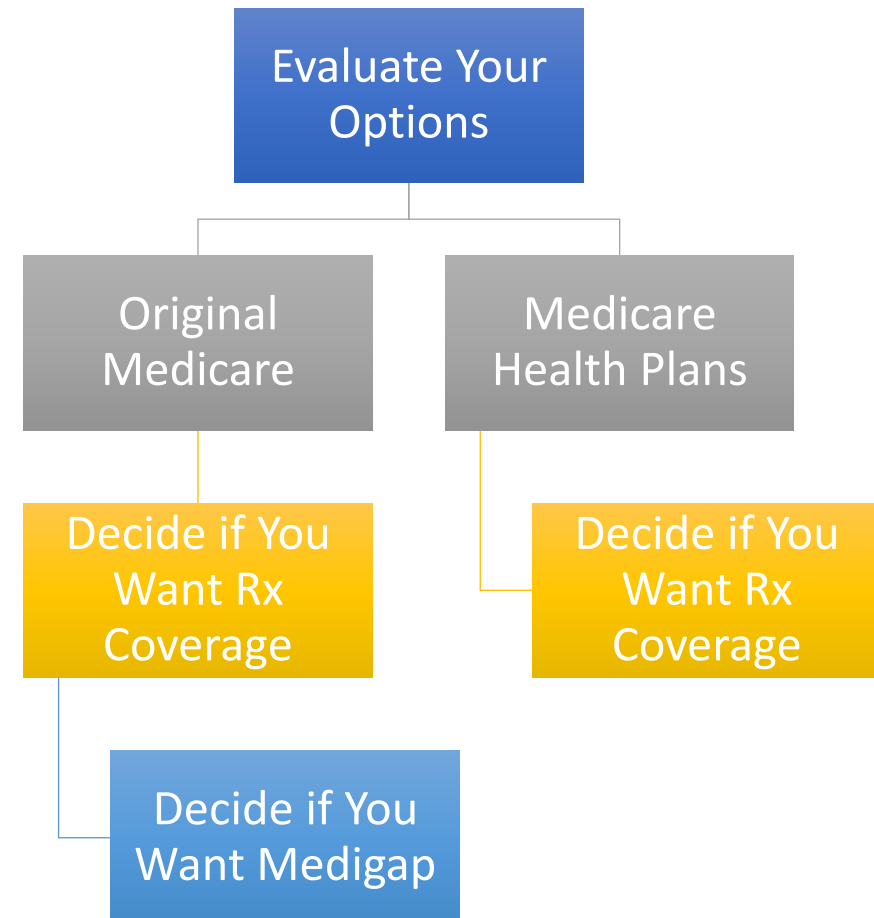 Evaluate Your
Options
Original
Medicare
Medicare
Health Plans
Decide if You
Want Rx
Coverage
Decide if You
Want Rx
Coverage
Decide if You
Want Medigap